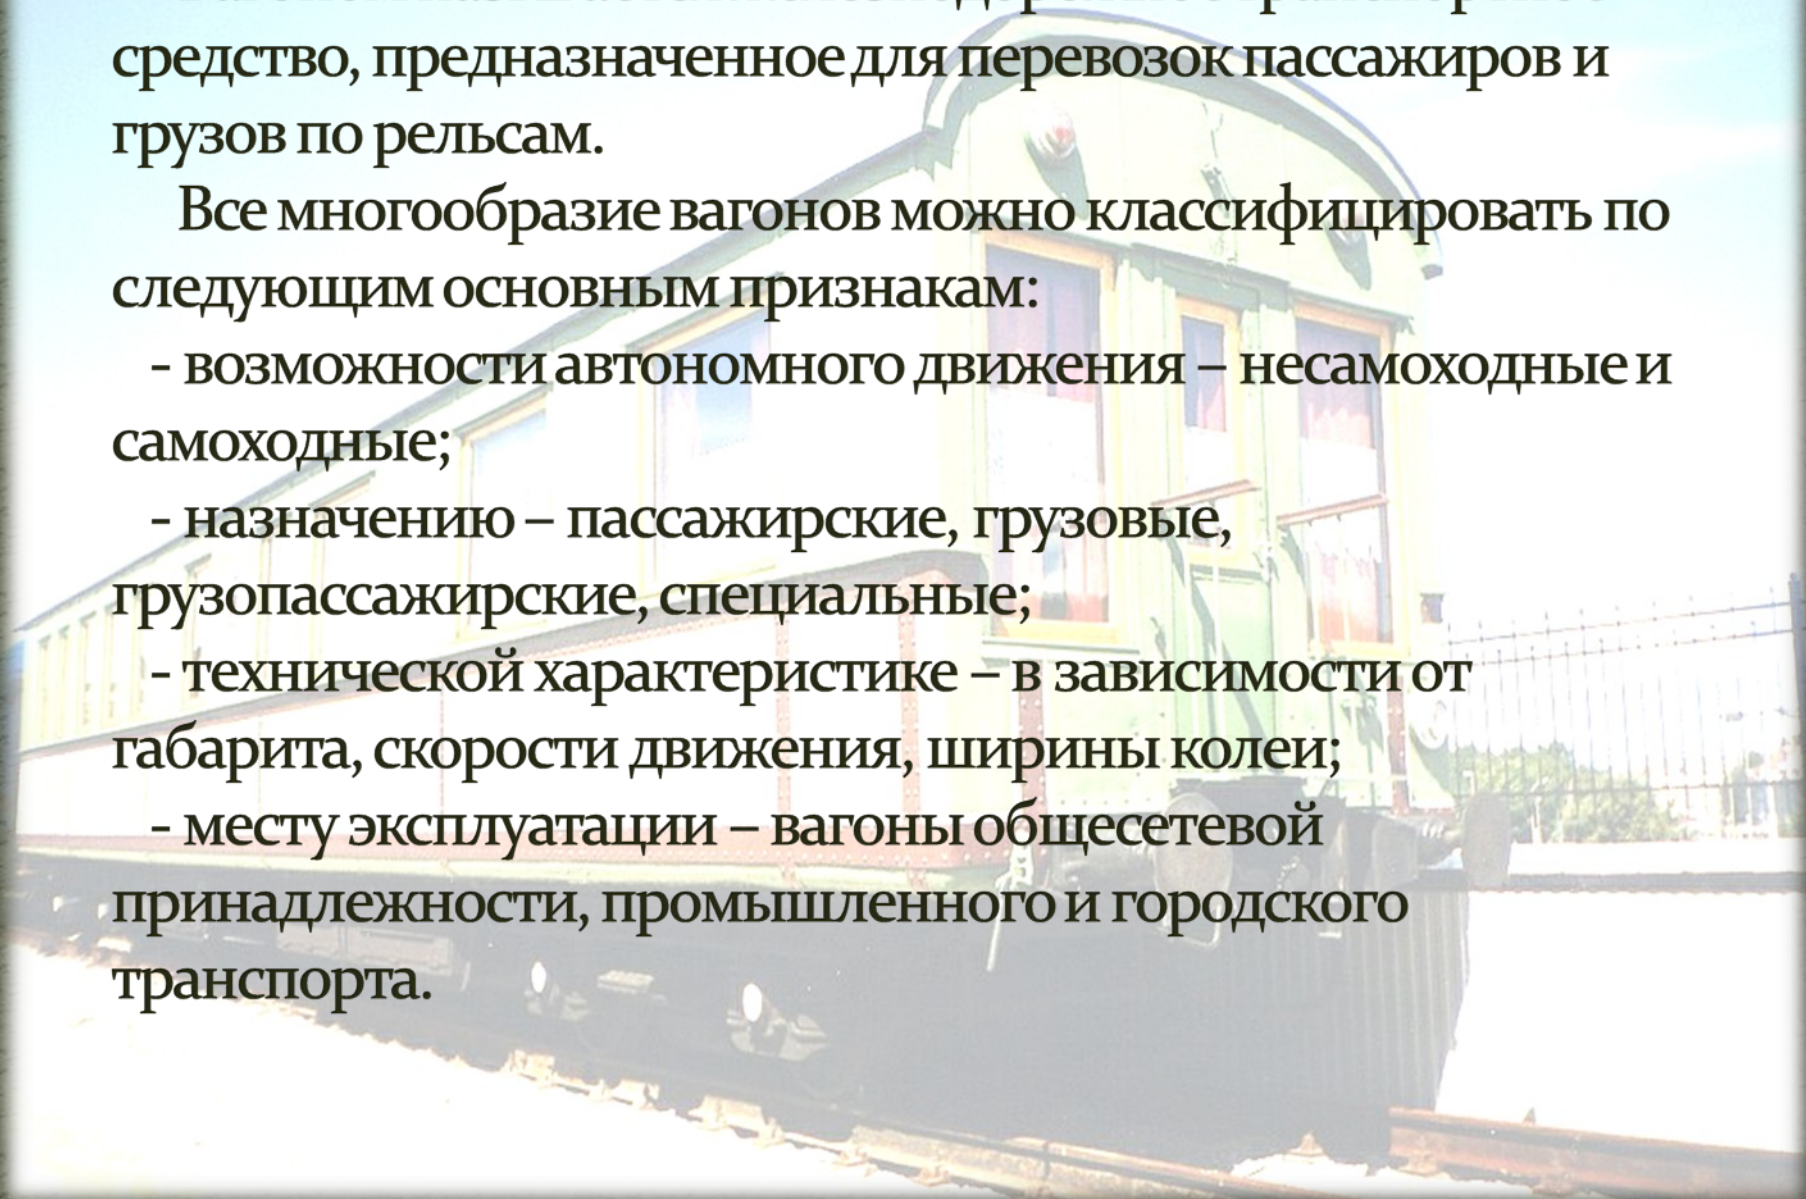 средство, предназначенное для перевозок пассажиров и
грузов по рельсам.
Все многообразие вагонов можно классифицировать по
следующим основным признакам:
- возможности автономного движения – несамоходные и
самоходные;
- назначению – пассажирские, грузовые,
грузопассажирские, специальные;
- технической характеристике – в зависимости от
габарита, скорости движения, ширины колеи;
- месту эксплуатации – вагоны общесетевой
принадлежности, промышленного и городского
транспорта.